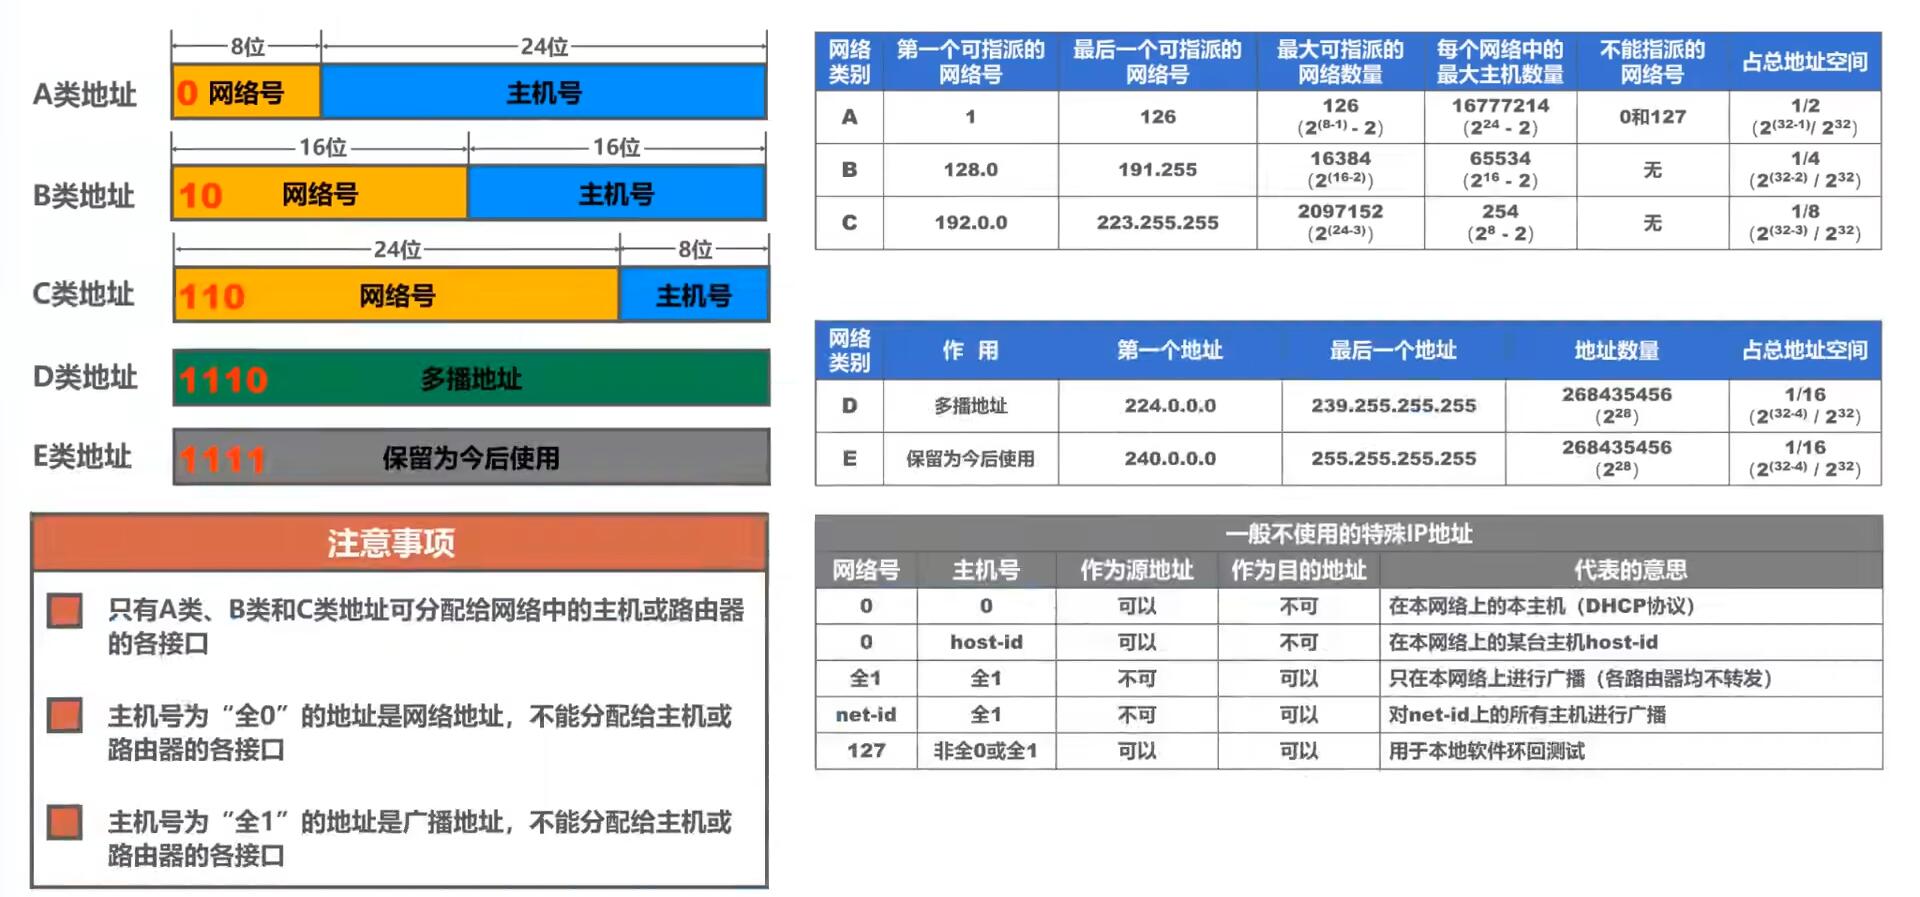 8位 24位
A类地址 0 网络号 主机号
16位 16位
B类地址 10 网络号 主机号
24位 8位
C类地址 110 网络号 主机号
D类地址 1110 多播地址
E类地址 1111 保留为今后使用
注意事项
只有A类、B类和C类地址可分配给网络中的主机或路由器
的各接口
主机号为“全0”的地址是网络地址，不能分配给主机或
路由器的各接口
主机号为“全1”的地址是广播地址，不能分配给主机或
路由器的各接口
网络类别 第一个可指派的网络号 最后一个可指派的网络号 最大可指派的网络数量 每个网络中的最大主机数量 不能指派的网络号 占总地址空间
A 1 126 126 (2^(8-1) - 2) 16777214 (2^24 - 2) 0和127 1/2 (2^(32-1)/ 2^32)
B 128.0 191.255 16384 (2^(16-2)) 65534 (2^16 - 2) 无 1/4 (2^(32-2) / 2^32)
C 192.0.0 223.255.255 2097152 (2^(24-3)) 254 (2^8 - 2) 无 1/8 (2^(32-3) / 2^32)
网络类别 作 用 第一个地址 最后一个地址 地址数量 占总地址空间
D 多播地址 224.0.0.0 239.255.255.255 268435456 (2^28) 1/16 (2^(32-4) / 2^32)
E 保留为今后使用 240.0.0.0 255.255.255.255 268435456 (2^28) 1/16 (2^(32-4) / 2^32)
一般不使用的特殊IP地址
网络号 主机号 作为源地址 作为目的地址 代表的意思
0 0 可以 不可 在本网络上的本主机（DHCP协议）
0 host-id 可以 不可 在本网络上的某台主机host-id
全1 全1 不可 可以 只在本网络上进行广播（各路由器均不转发）
net-id 全1 不可 可以 对net-id上的所有主机进行广播
127 非全0或全1 可以 可以 用于本地软件环回测试